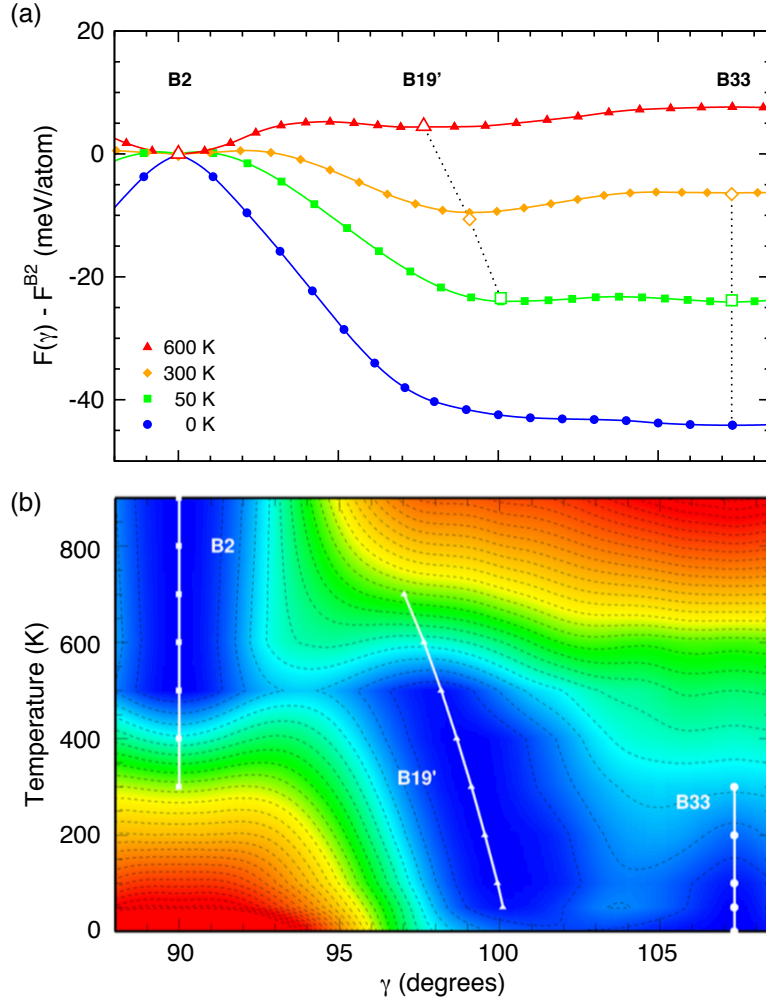 (a)
20
0
-20
-40
F(γ) - F^B2 (meV/atom)
B2
B19'
B33
600 K
300 K
50 K
0 K
(b)
800
600
400
200
0
Temperature (K)
B2
B19'
B33
90
95
100
105
γ (degrees)